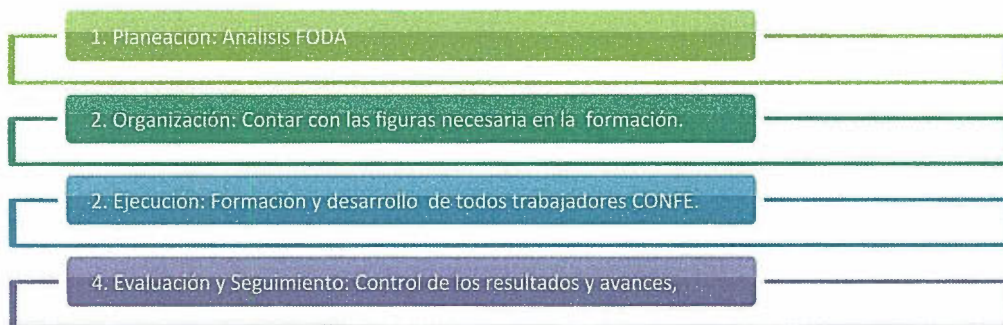 1. Planeación: Analisis FODA
2. Organización: Contar con las figuras necesaria en la formación.
2. Ejecución: Formación y desarrollo de todos trabajadores CONFE.
4. Evaluación y Seguimiento: Control de los resultados y avances,